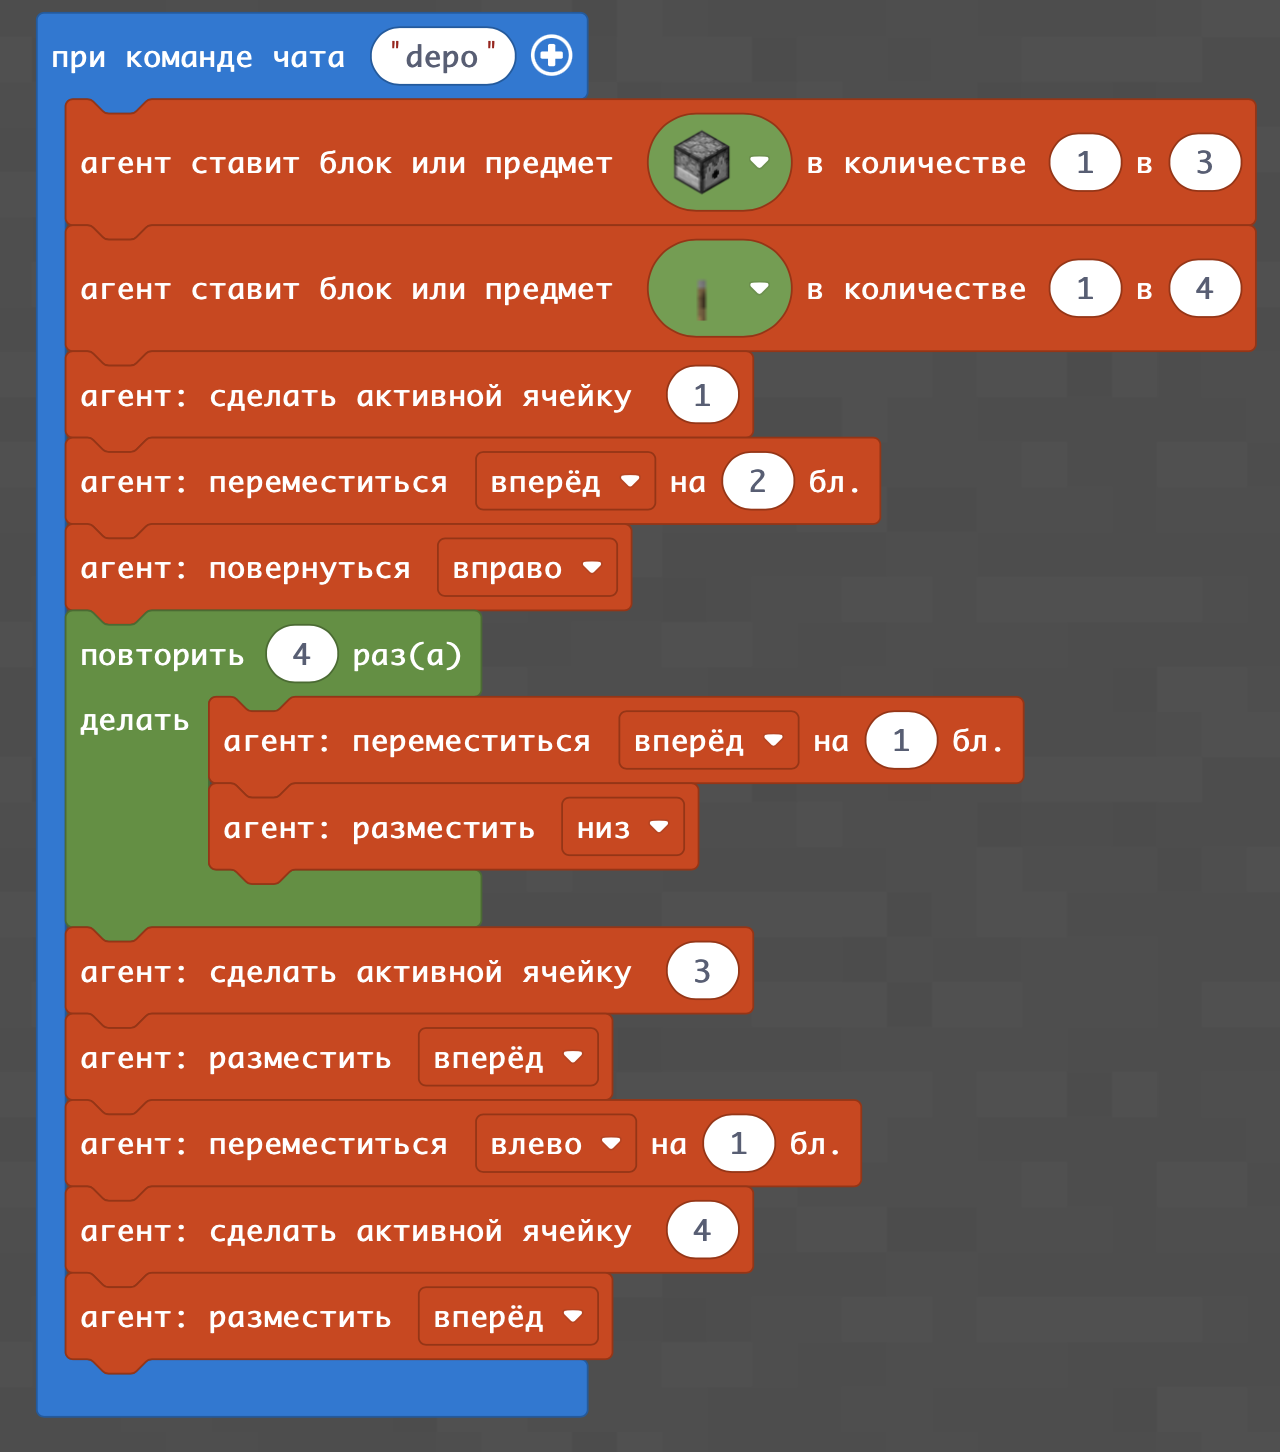 при команде чата "depo"
агент ставит блок или предмет в количестве 1 в 3
агент ставит блок или предмет в количестве 1 в 4
агент: сделать активной ячейку 1
агент: переместиться вперёд на 2 бл.
агент: повернуться вправо
повторить 4 раз(а)
делать
агент: переместиться вперёд на 1 бл.
агент: разместить низ
агент: сделать активной ячейку 3
агент: разместить вперёд
агент: переместиться влево на 1 бл.
агент: сделать активной ячейку 4
агент: разместить вперёд